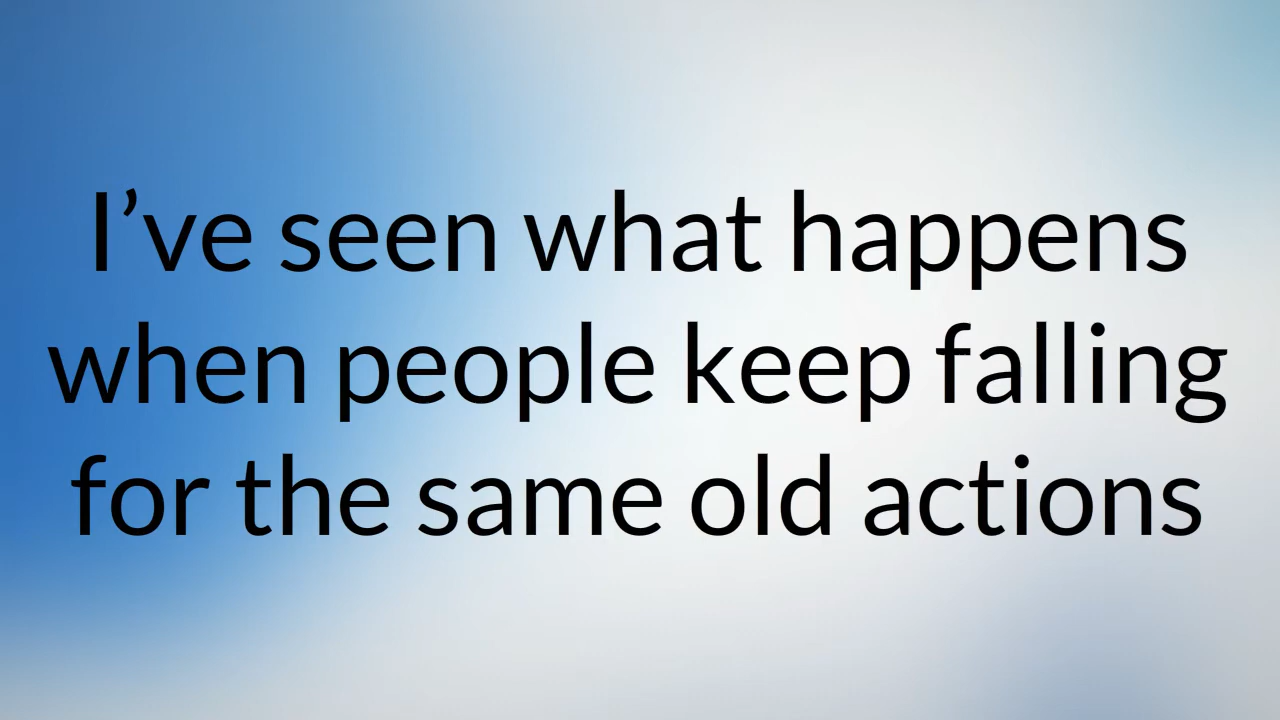 I’ve seen what happens
when people keep falling
for the same old actions